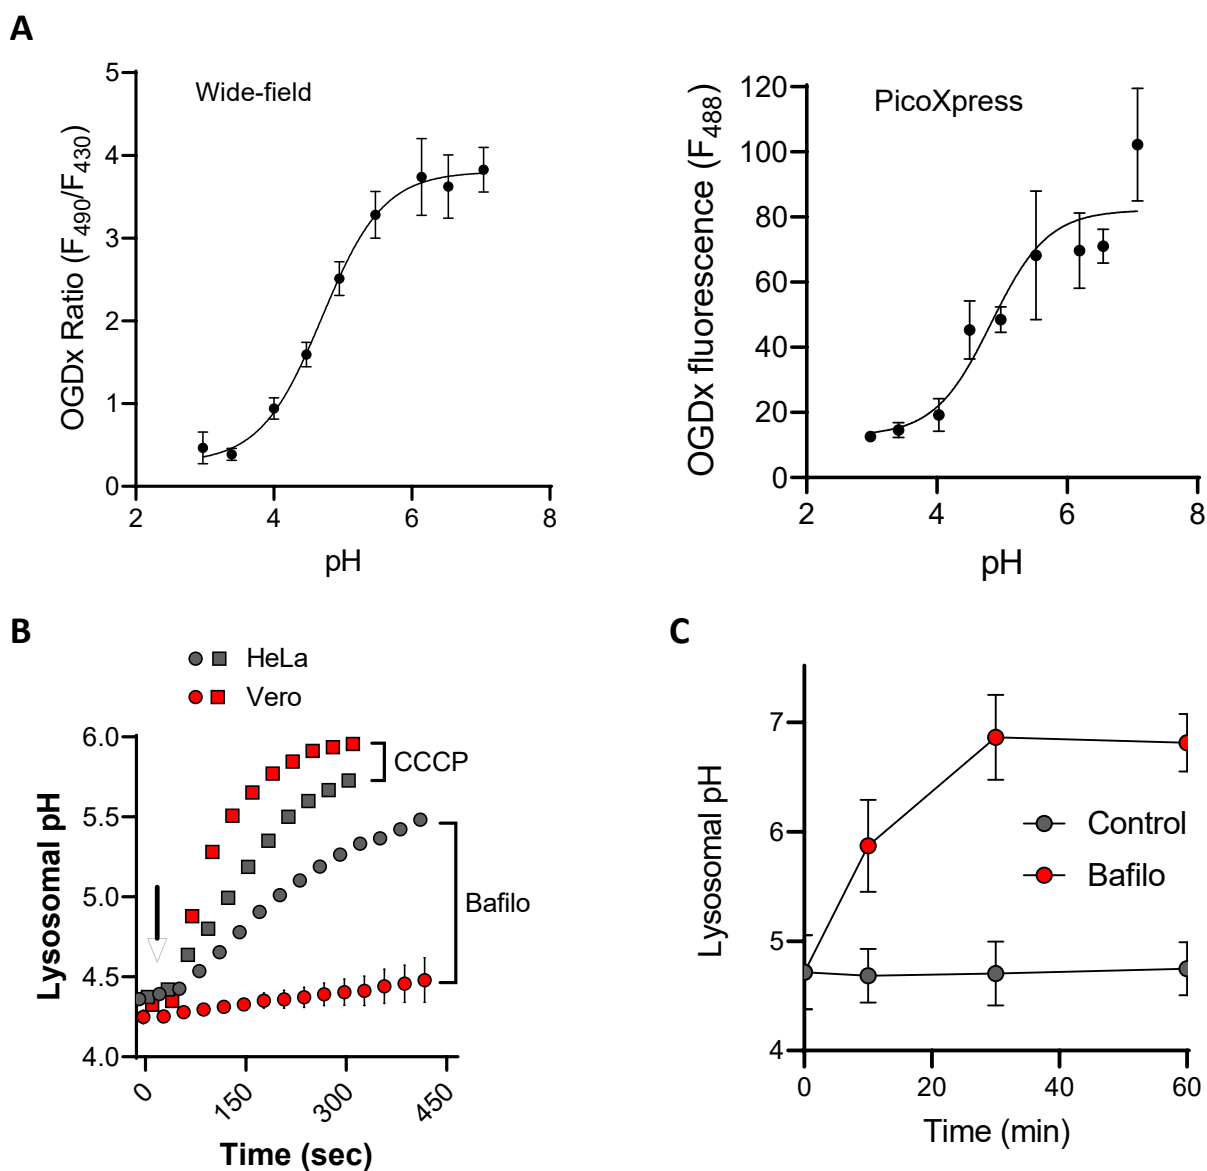 A
Wide-field
OGDx Ratio (F490/F430)
5
4
3
2
1
0
2 4 6 8
pH
PicoXpress
OGDx fluorescence (F488)
120
100
80
60
40
20
0
2 4 6 8
pH
B
HeLa
Vero
Lysosomal pH
6.0
5.5
5.0
4.5
4.0
CCCP
Bafilo
0 150 300 450
Time (sec)
C
Lysosomal pH
7
6
5
4
Control
Bafilo
0 20 40 60
Time (min)